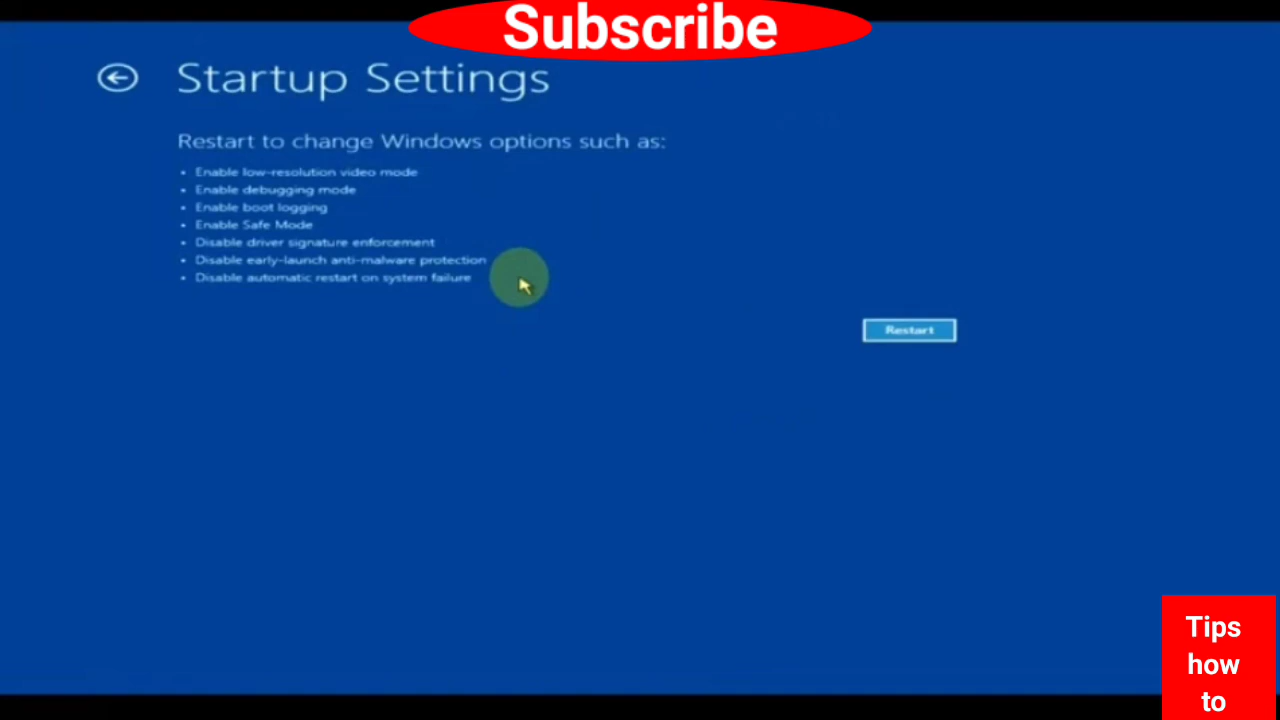 Subscribe
Startup Settings
Restart to change Windows options such as:
• Enable low-resolution video mode
• Enable debugging mode
• Enable boot logging
• Enable Safe Mode
• Disable driver signature enforcement
• Disable early-launch anti-malware protection
• Disable automatic restart on system failure
Restart
Tips
how
to